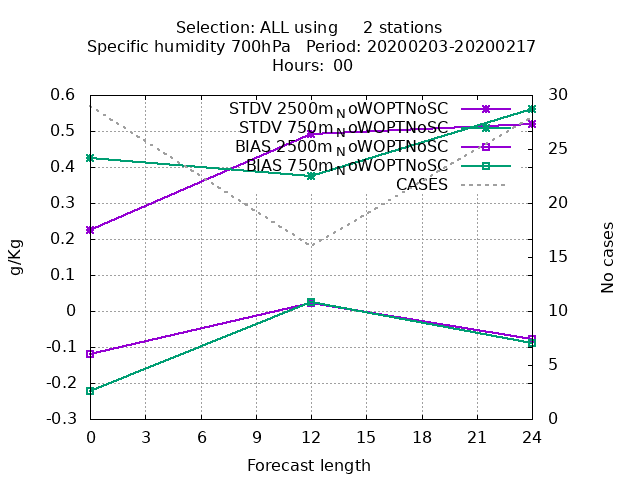 Selection: ALL using     2 stations
Specific humidity 700hPa   Period: 20200203-20200217
Hours:  00
0.6
0.5
0.4
0.3
0.2
0.1
0
-0.1
-0.2
-0.3
g/Kg
STDV 2500m_NoWOPTNoSC
STDV 750m_NoWOPTNoSC
BIAS 2500m_NoWOPTNoSC
BIAS 750m_NoWOPTNoSC
CASES
30
25
20
15
10
5
0
No cases
0 3 6 9 12 15 18 21 24
Forecast length